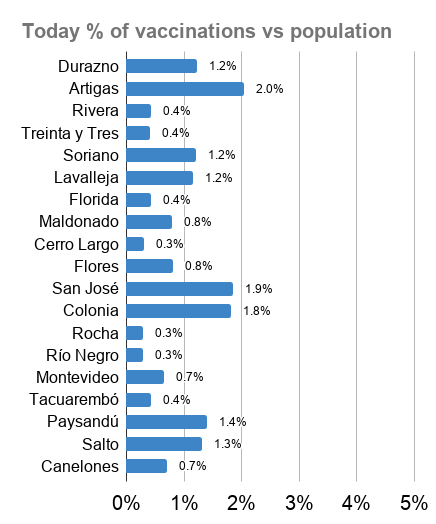 Today % of vaccinations vs population
Durazno 1.2%
Artigas 2.0%
Rivera 0.4%
Treinta y Tres 0.4%
Soriano 1.2%
Lavalleja 1.2%
Florida 0.4%
Maldonado 0.8%
Cerro Largo 0.3%
Flores 0.8%
San José 1.9%
Colonia 1.8%
Rocha 0.3%
Río Negro 0.3%
Montevideo 0.7%
Tacuarembó 0.4%
Paysandú 1.4%
Salto 1.3%
Canelones 0.7%
0% 1% 2% 3% 4% 5%